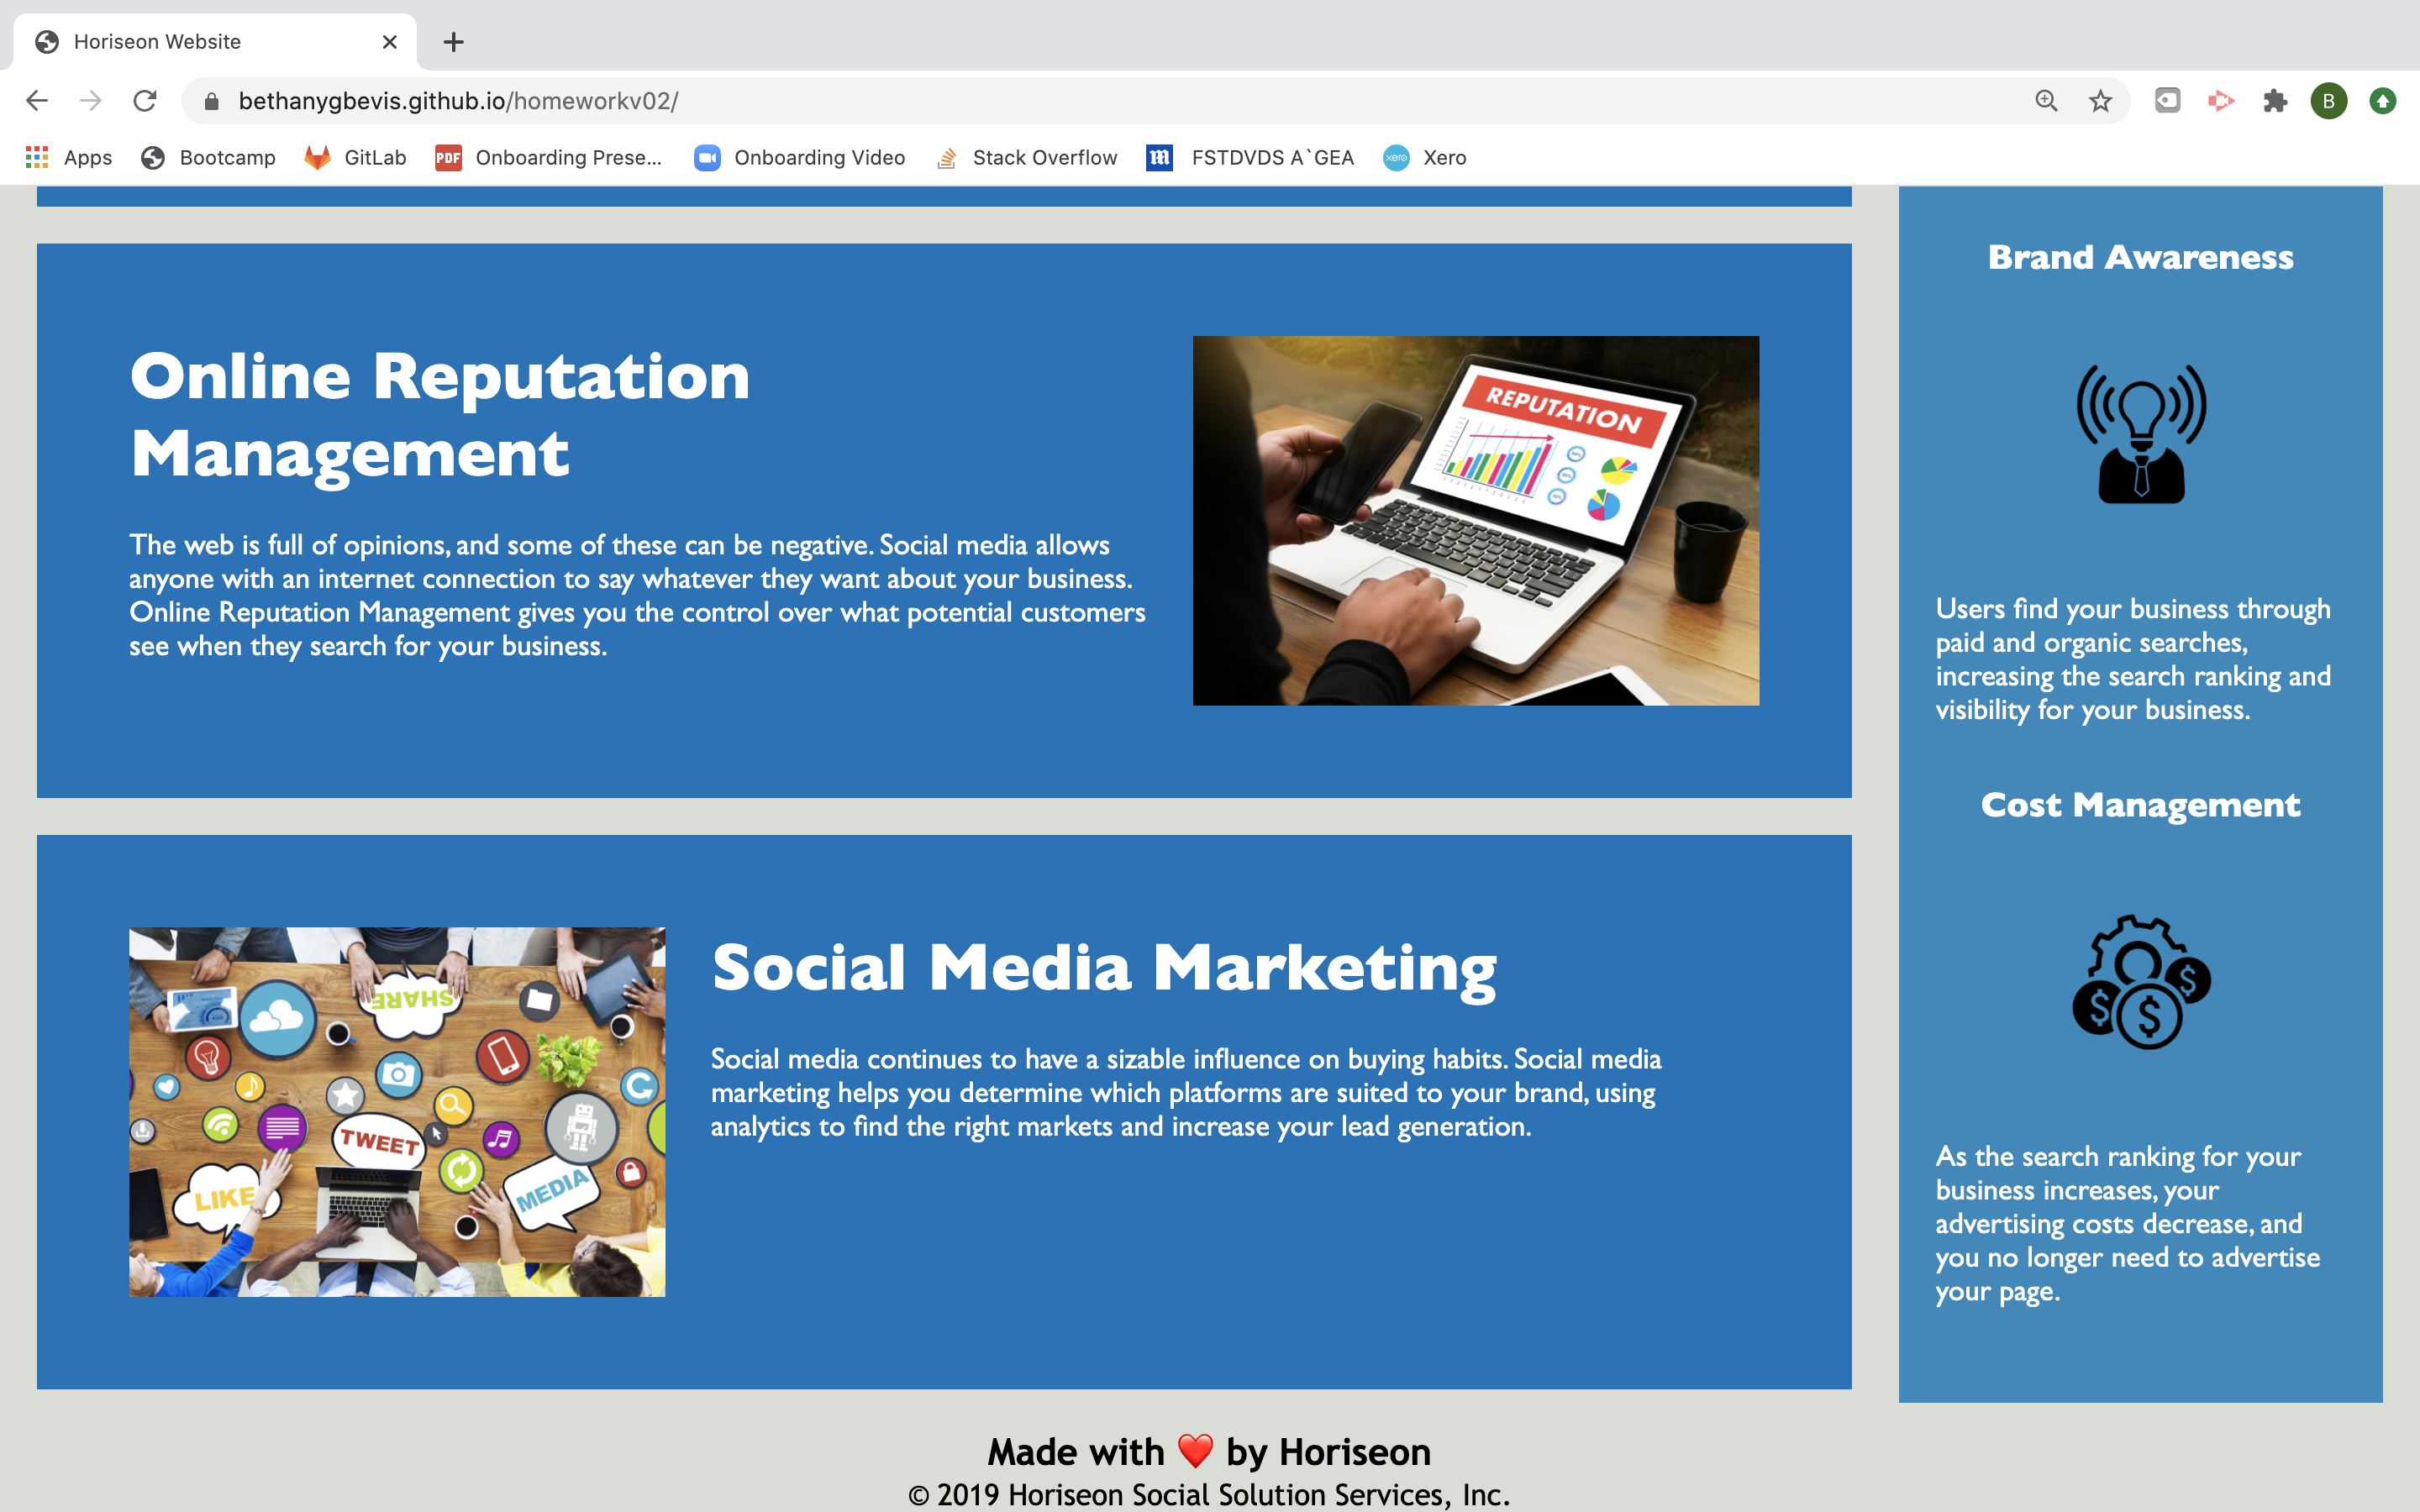 Horiseon Website
bethanygbevis.github.io/homeworkv02/
B
Apps
Bootcamp
GitLab
PDF
Onboarding Prese...
Onboarding Video
Stack Overflow
m
FSTDVDS A`GEA
xero
Xero
Online Reputation
Management
The web is full of opinions, and some of these can be negative. Social media allows
anyone with an internet connection to say whatever they want about your business.
Online Reputation Management gives you the control over what potential customers
see when they search for your business.
REPUTATION
Social Media Marketing
Social media continues to have a sizable influence on buying habits. Social media
marketing helps you determine which platforms are suited to your brand, using
analytics to find the right markets and increase your lead generation.
SHARE
TWEET
LIKE
MEDIA
Brand Awareness
Users find your business through
paid and organic searches,
increasing the search ranking and
visibility for your business.
Cost Management
$
$
$
As the search ranking for your
business increases, your
advertising costs decrease, and
you no longer need to advertise
your page.
Made with ❤️ by Horiseon
© 2019 Horiseon Social Solution Services, Inc.